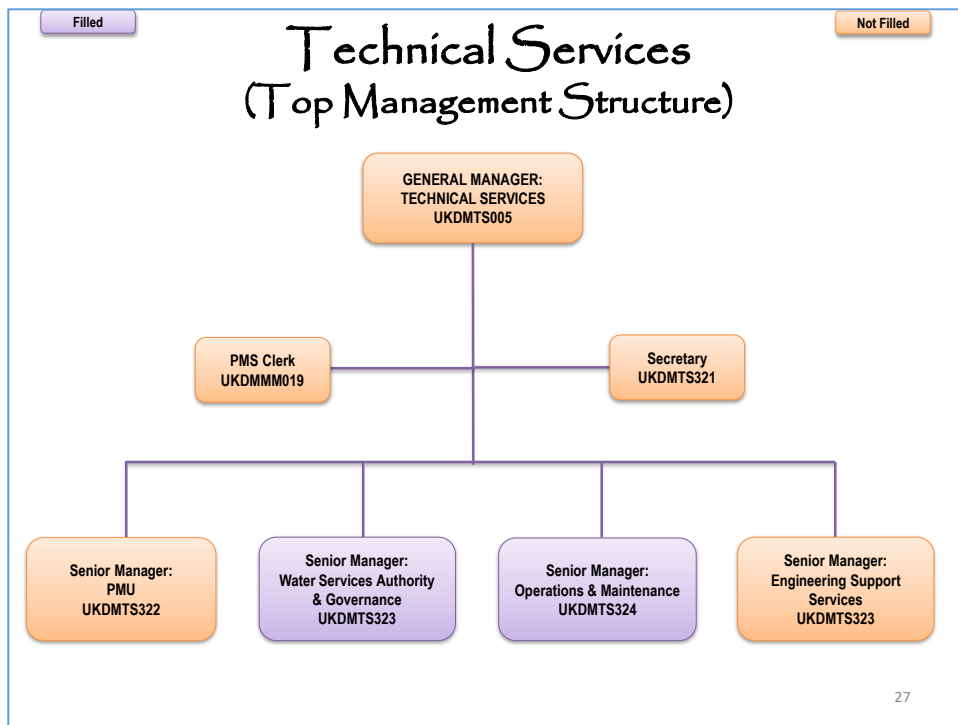 Filled
Not Filled
Technical Services
(Top Management Structure)
GENERAL MANAGER:
TECHNICAL SERVICES
UKDMTS005
PMS Clerk
UKDMMM019
Secretary
UKDMTS321
Senior Manager:
PMU
UKDMTS322
Senior Manager:
Water Services Authority
& Governance
UKDMTS323
Senior Manager:
Operations & Maintenance
UKDMTS324
Senior Manager:
Engineering Support
Services
UKDMTS323
27